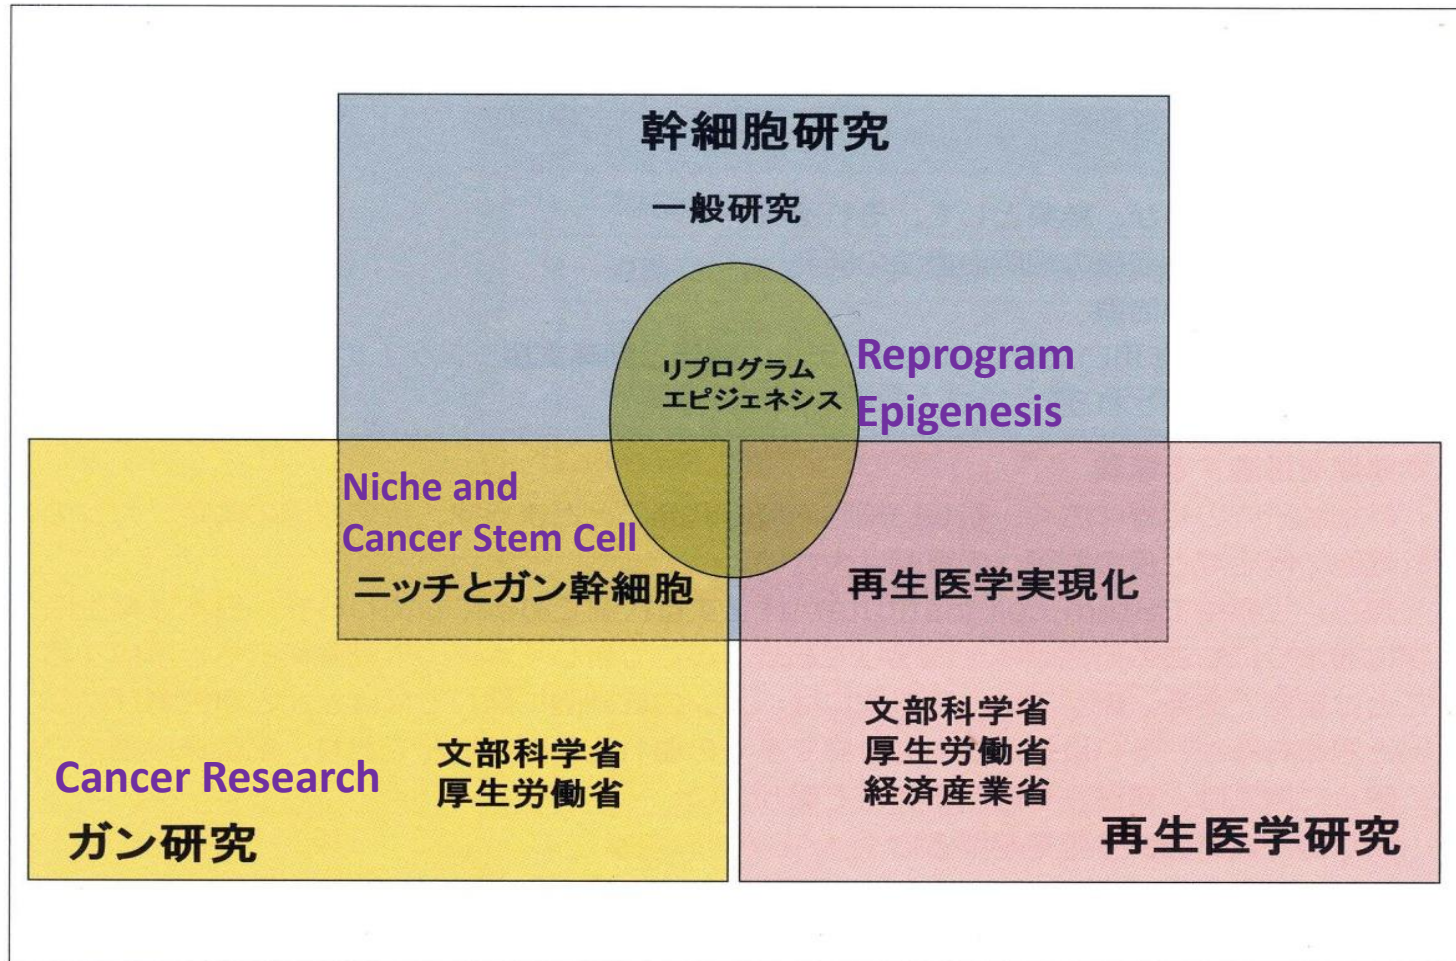 幹細胞研究
一般研究
リプログラム
エピジェネシス
Reprogram
Epigenesis
Niche and
Cancer Stem Cell
ニッチとガン幹細胞
再生医学実現化
文部科学省
厚生労働省
Cancer Research
ガン研究
文部科学省
厚生労働省
経済産業省
再生医学研究